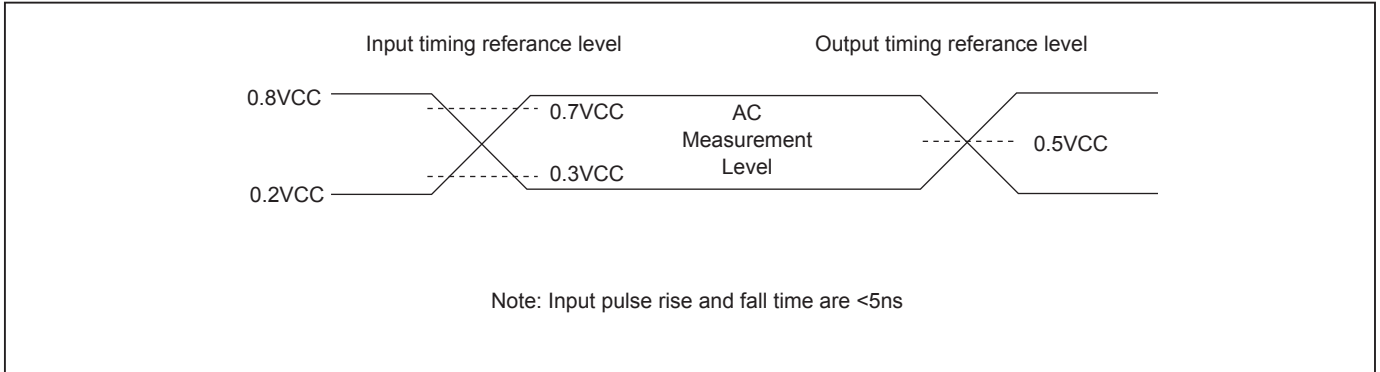 Input timing referance level
Output timing referance level
0.8VCC
0.7VCC
AC
Measurement
Level
0.5VCC
0.3VCC
0.2VCC
Note: Input pulse rise and fall time are <5ns